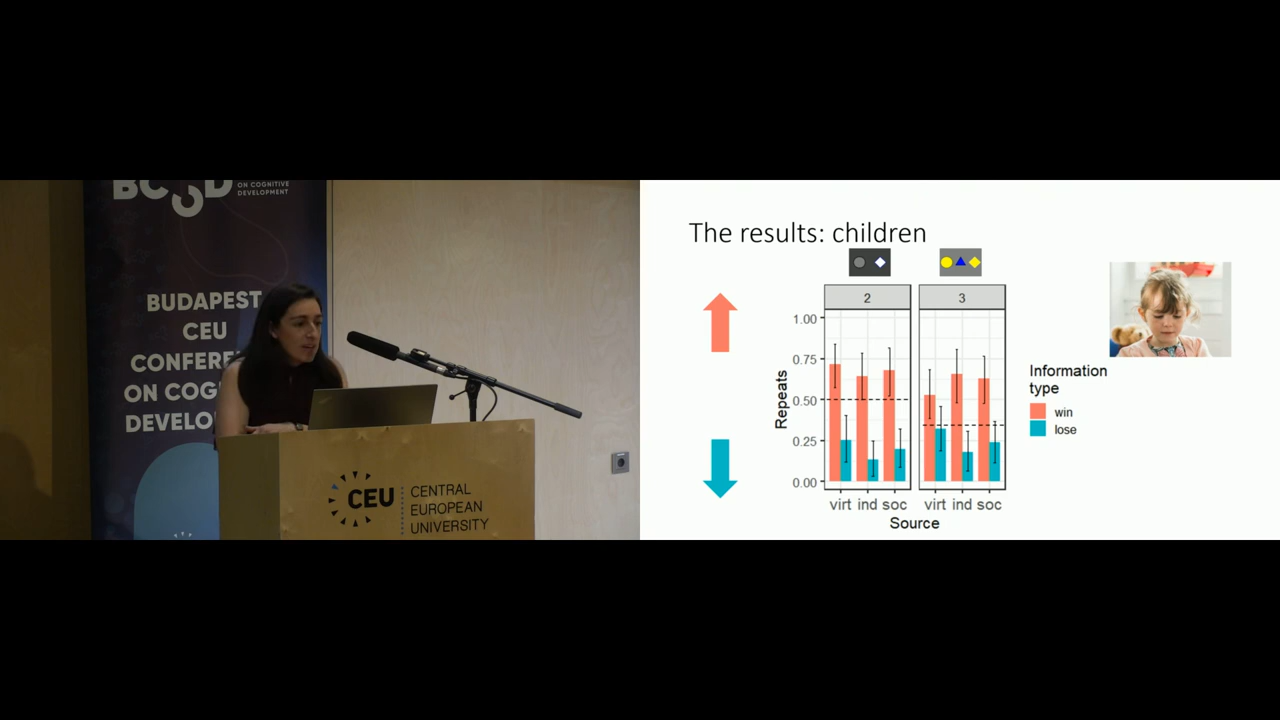 BCCD
ON COGNITIVE
DEVELOPMENT
BUDAPEST
CEU
CONFERE
ON COG
DEVELO
CEU
CENTRAL
EUROPEAN
UNIVERSITY
The results: children
2
3
1.00
0.75
0.50
0.25
0.00
Repeats
virt ind soc
virt ind soc
Source
Information
type
win
lose